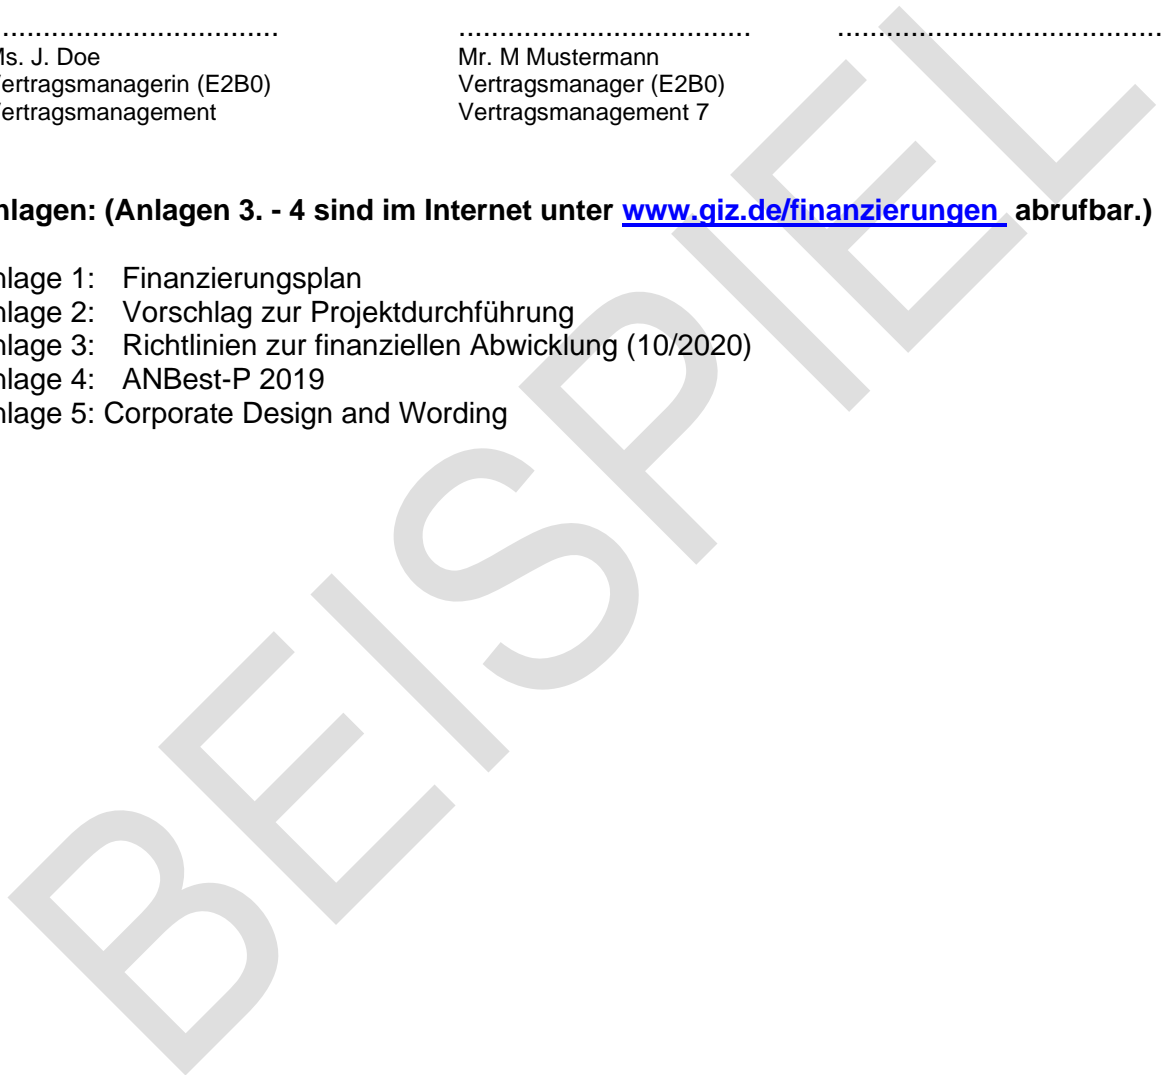 ................................. ................................. .....................................
Ms. J. Doe Mr. M Mustermann
ertragsmanagerin (E2B0) Vertragsmanager (E2B0)
ertragsmanagement Vertragsmanagement 7
nlagen: (Anlagen 3. - 4 sind im Internet unter www.giz.de/finanzierungen abrufbar.)
nlage 1: Finanzierungsplan
nlage 2: Vorschlag zur Projektdurchführung
nlage 3: Richtlinien zur finanziellen Abwicklung (10/2020)
nlage 4: ANBest-P 2019
nlage 5: Corporate Design and Wording
BEISPIEL